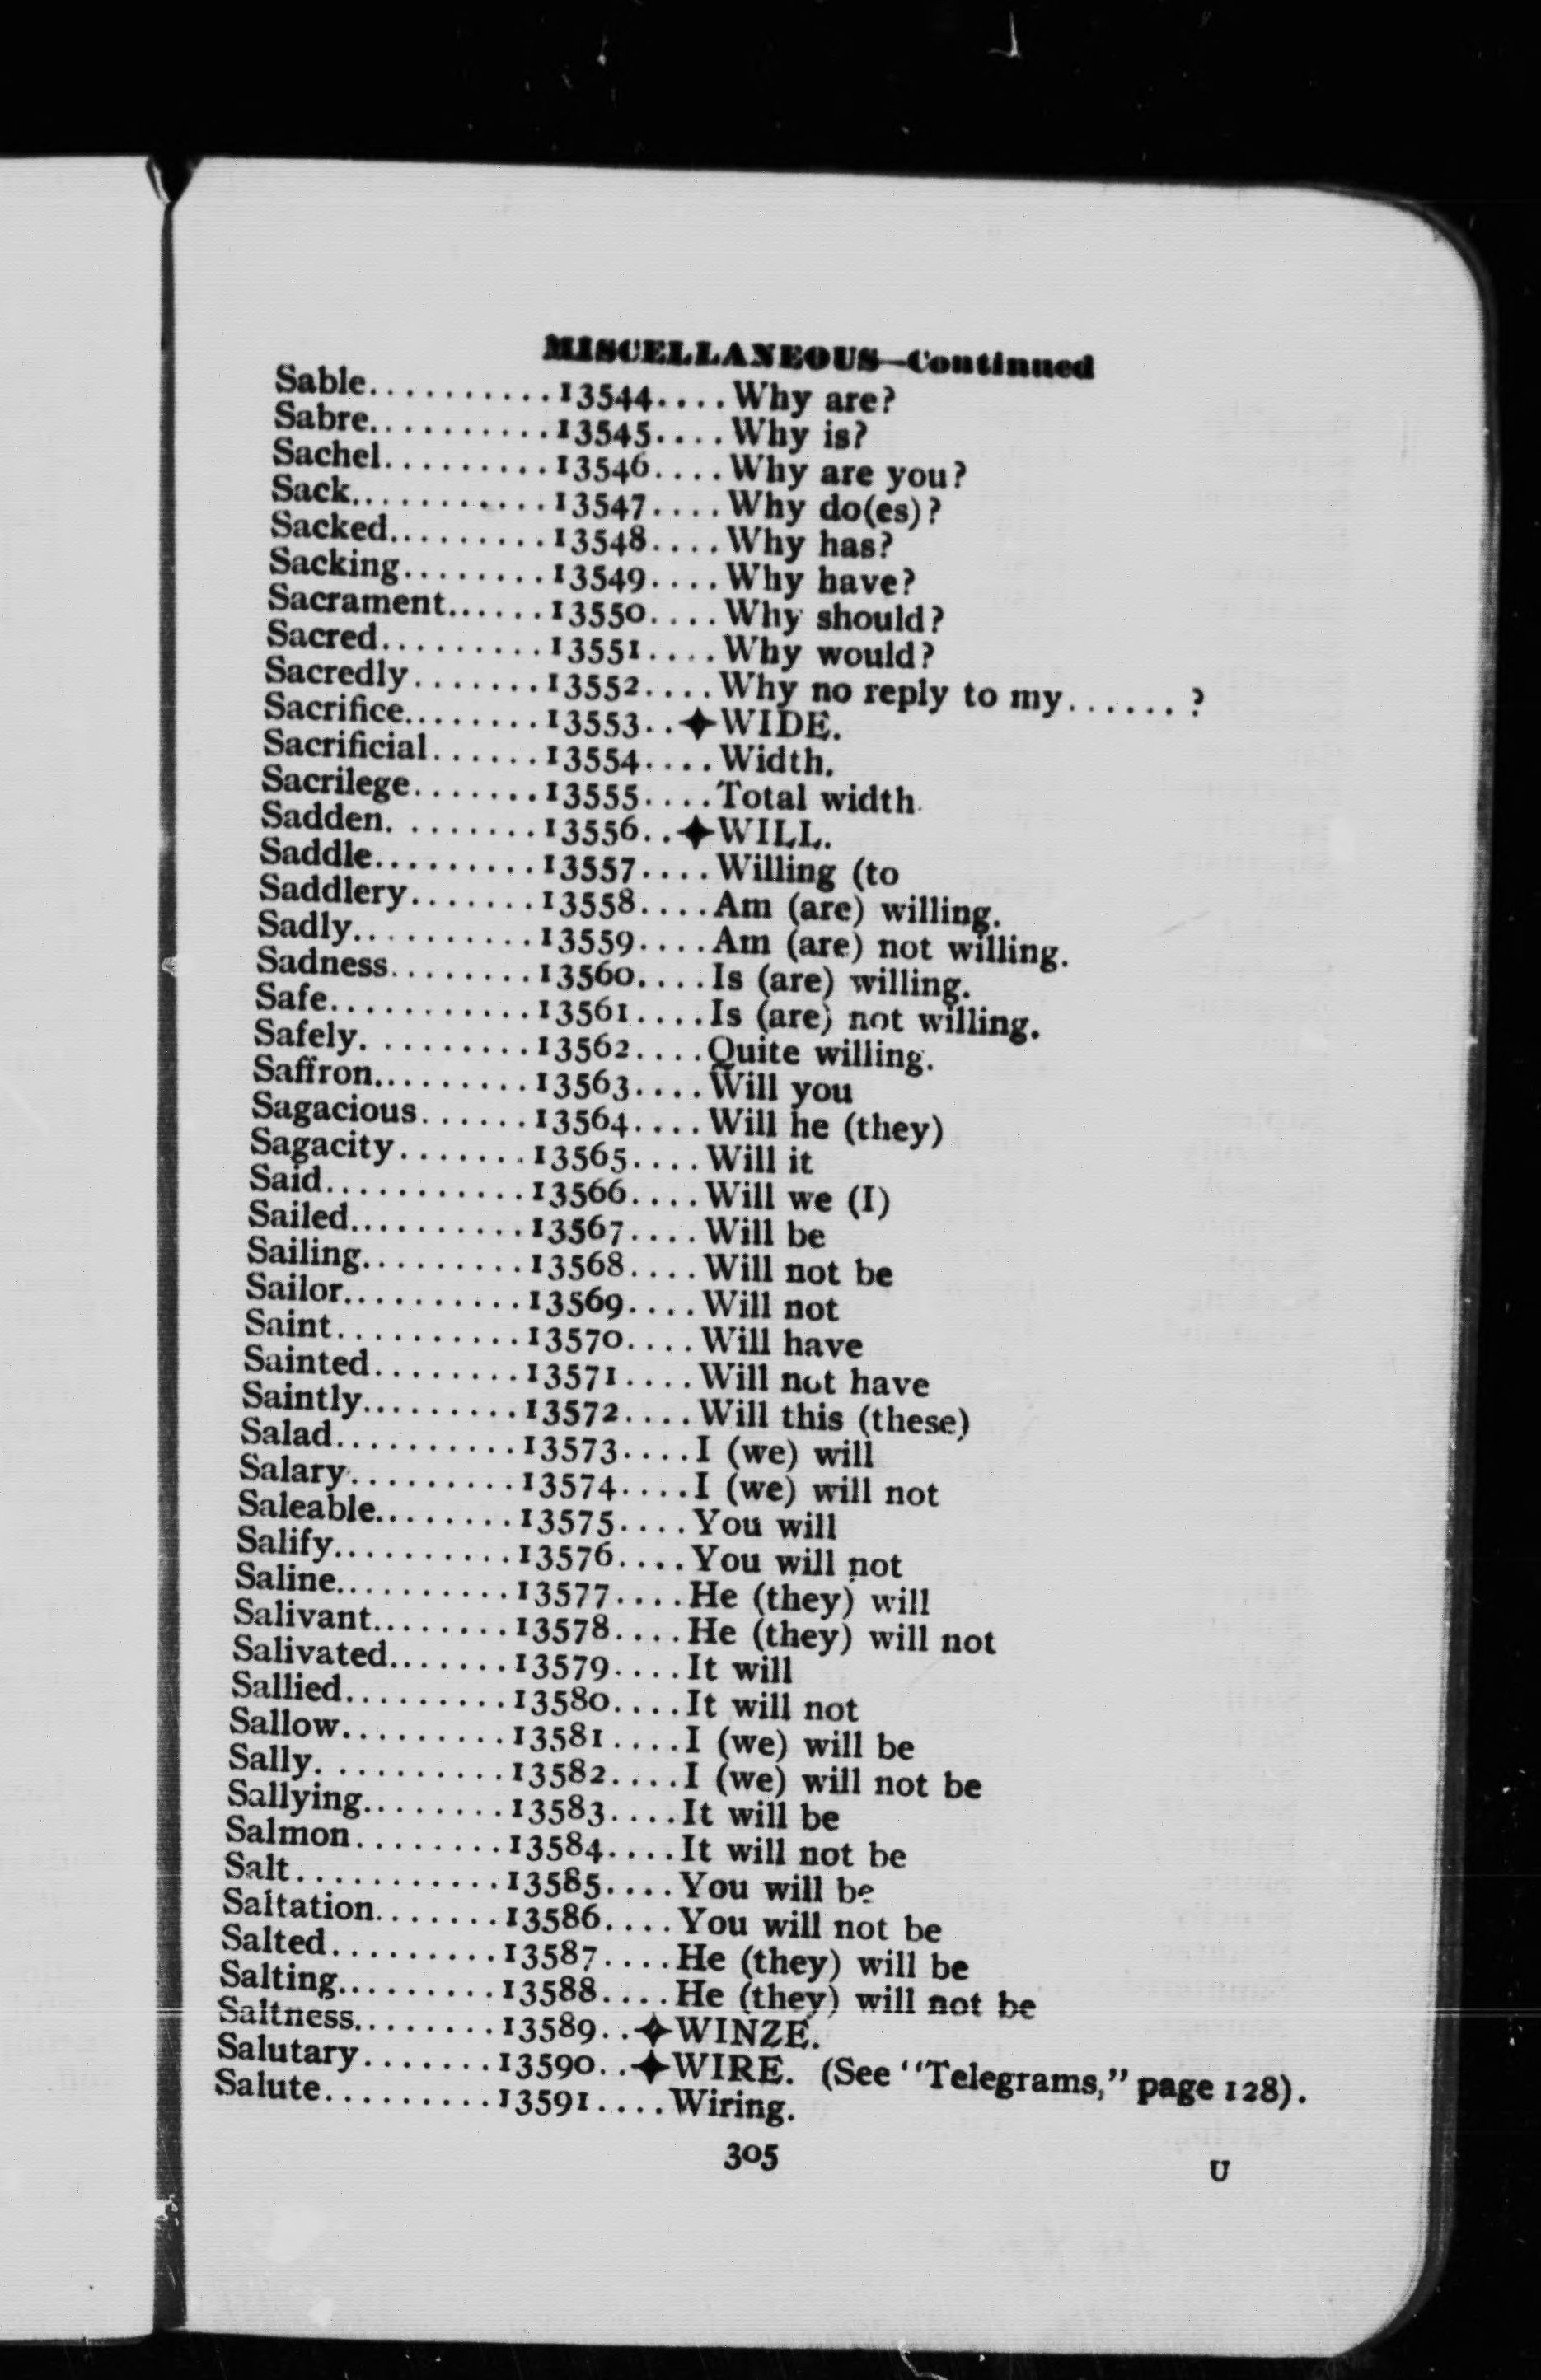 MISCELLANEOUS—Continued
Sable...........13544....Why are?
Sabre...........13545....Why is?
Sachel..........13546....Why are you?
Sack............13547....Why do(es)?
Sacked..........13548....Why has?
Sacking.........13549....Why have?
Sacrament......13550....Why should?
Sacred..........13551....Why would?
Sacredly........13552....Why no reply to my......?
Sacrifice.........13553..✦WIDE.
Sacrificial.......13554....Width.
Sacrilege........13555....Total width.
Sadden.........13556..✦WILL.
Saddle..........13557....Willing (to
Saddlery........13558....Am (are) willing.
Sadly...........13559....Am (are) not willing.
Sadness.........13560....Is (are) willing.
Safe............13561....Is (are) not willing.
Safely..........13562....Quite willing.
Saffron..........13563....Will you
Sagacious.......13564....Will he (they)
Sagacity........13565....Will it
Said............13566....Will we (I)
Sailed...........13567....Will be
Sailing..........13568....Will not be
Sailor...........13569....Will not
Saint...........13570....Will have
Sainted.........13571....Will not have
Saintly..........13572....Will this (these)
Salad...........13573....I (we) will
Salary..........13574....I (we) will not
Saleable.........13575....You will
Salify...........13576....You will not
Saline...........13577....He (they) will
Salivant.........13578....He (they) will not
Salivated........13579....It will
Sallied..........13580....It will not
Sallow..........13581....I (we) will be
Sally...........13582....I (we) will not be
Sallying.........13583....It will be
Salmon.........13584....It will not be
Salt............13585....You will be
Saltation........13586....You will not be
Salted..........13587....He (they) will be
Salting..........13588....He (they) will not be
Saltness.........13589..✦WINZE.
Salutary........13590..✦WIRE. (See "Telegrams," page 128).
Salute..........13591....Wiring.
305
U